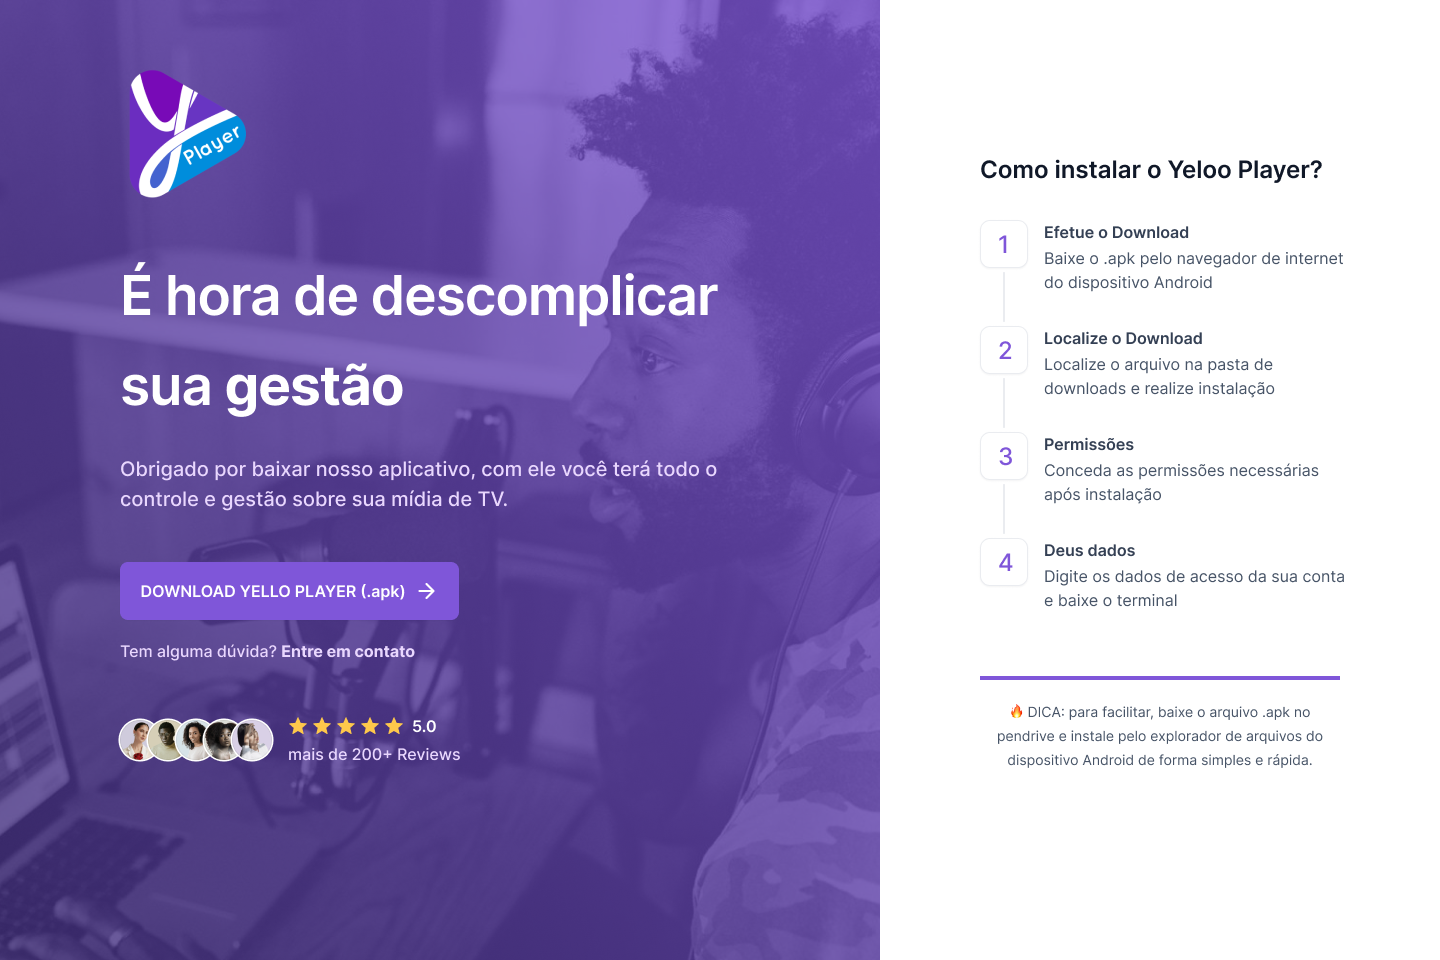 y
Player
É hora de descomplicar
sua gestão
Obrigado por baixar nosso aplicativo, com ele você terá todo o
controle e gestão sobre sua mídia de TV.
DOWNLOAD YELLO PLAYER (.apk)
Tem alguma dúvida? Entre em contato
5.0
mais de 200+ Reviews
Como instalar o Yeloo Player?
1
Efetue o Download
Baixe o .apk pelo navegador de internet
do dispositivo Android
2
Localize o Download
Localize o arquivo na pasta de
downloads e realize instalação
3
Permissões
Conceda as permissões necessárias
após instalação
4
Deus dados
Digite os dados de acesso da sua conta
e baixe o terminal
🔥 DICA: para facilitar, baixe o arquivo .apk no
pendrive e instale pelo explorador de arquivos do
dispositivo Android de forma simples e rápida.